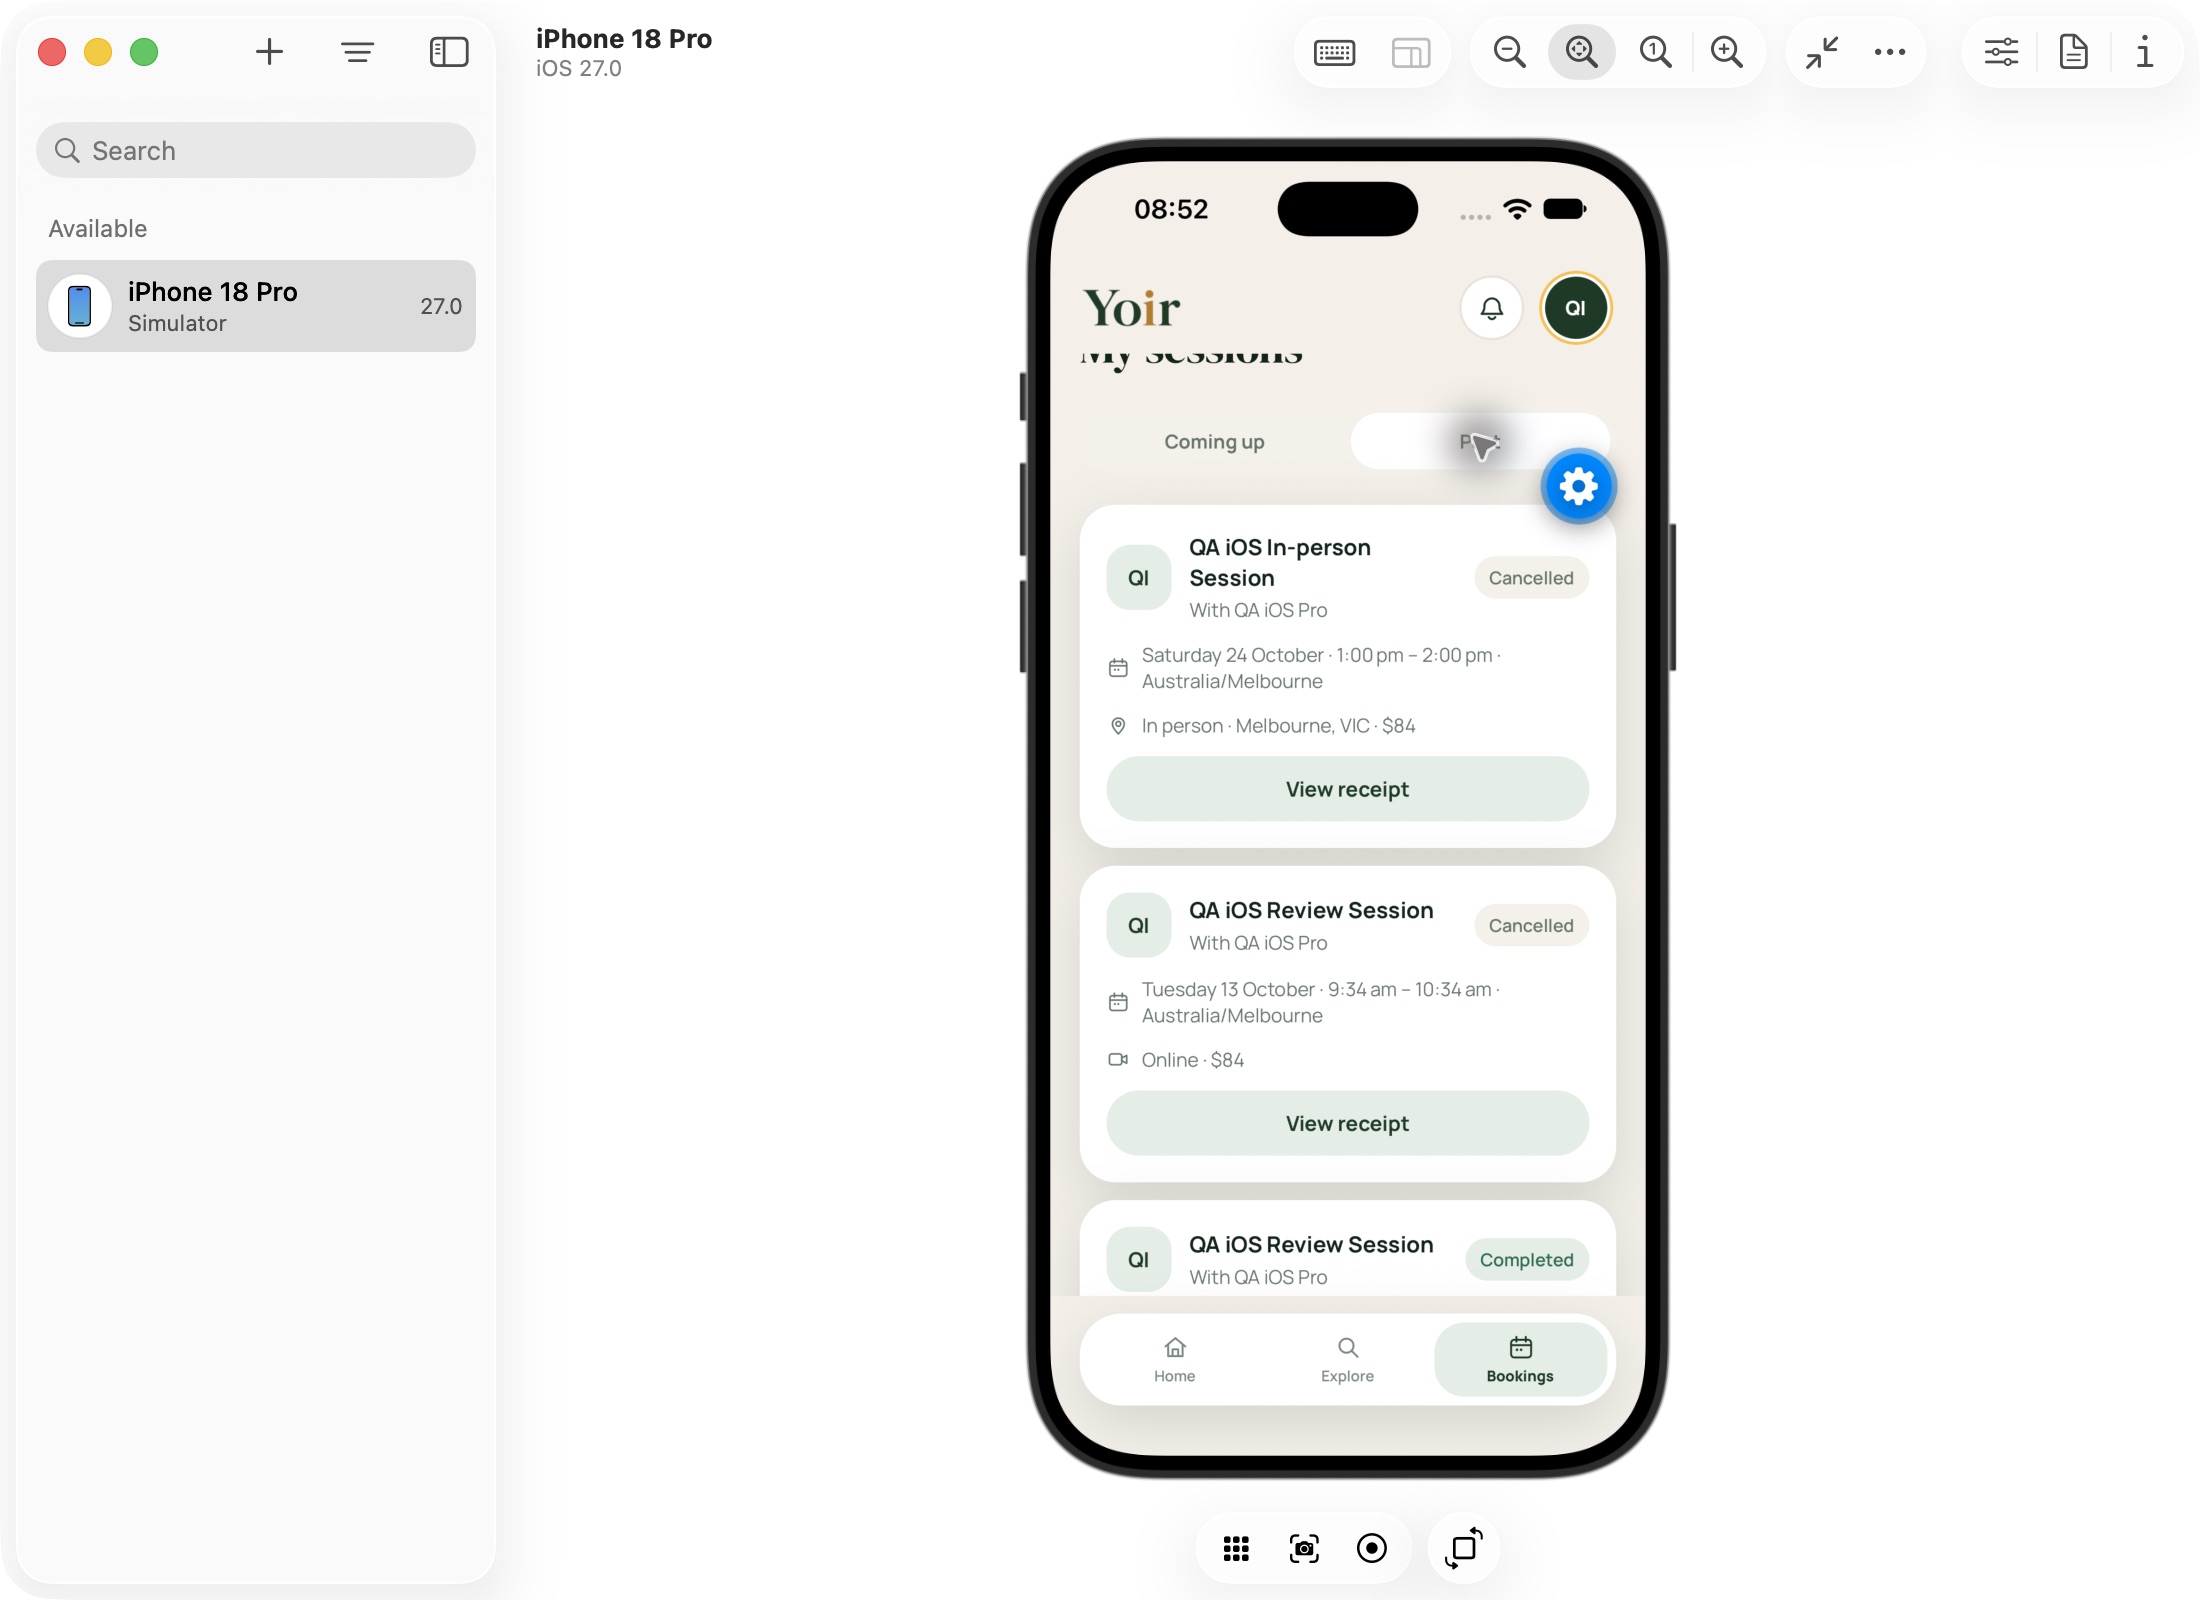 iPhone 18 Pro
iOS 27.0
Search
Available
iPhone 18 Pro
Simulator
27.0
08:52
Yoir
QI
My sessions
Coming up
QA iOS In-person
Session
With QA iOS Pro
QI
Cancelled
Saturday 24 October · 1:00 pm – 2:00 pm ·
Australia/Melbourne
In person · Melbourne, VIC · $84
View receipt
QI
QA iOS Review Session
With QA iOS Pro
Cancelled
Tuesday 13 October · 9:34 am – 10:34 am ·
Australia/Melbourne
Online · $84
View receipt
QI
QA iOS Review Session
With QA iOS Pro
Completed
Home
Explore
Bookings